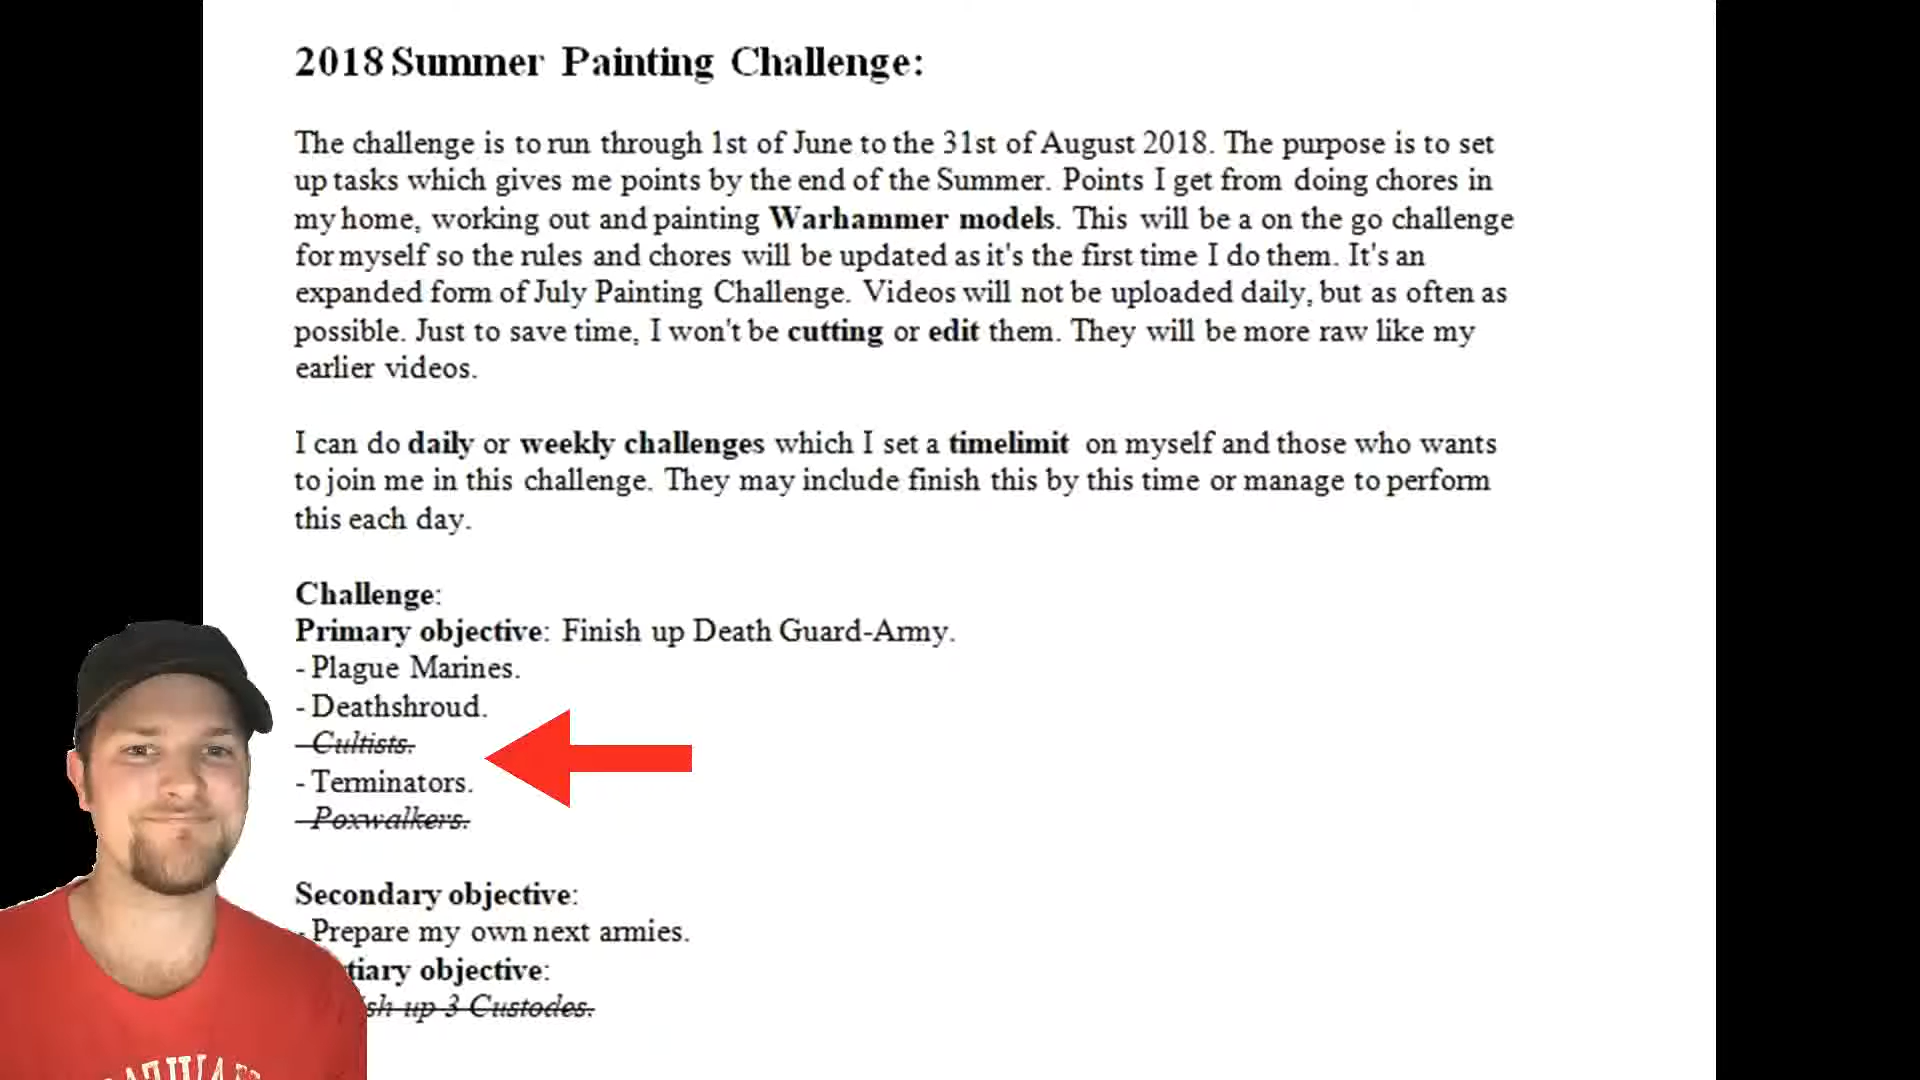 2018 Summer Painting Challenge:
The challenge is to run through 1st of June to the 31st of August 2018. The purpose is to set
up tasks which gives me points by the end of the Summer. Points I get from doing chores in
my home, working out and painting Warhammer models. This will be a on the go challenge
for myself so the rules and chores will be updated as it's the first time I do them. It's an
expanded form of July Painting Challenge. Videos will not be uploaded daily, but as often as
possible. Just to save time, I won't be cutting or edit them. They will be more raw like my
earlier videos.
I can do daily or weekly challenges which I set a timelimit on myself and those who wants
to join me in this challenge. They may include finish this by this time or manage to perform
this each day.
Challenge:
Primary objective: Finish up Death Guard-Army.
- Plague Marines.
- Deathshroud.
- Cultists.
- Terminators.
- Poxwalkers.
Secondary objective:
- Prepare my own next armies.
tiary objective:
sh up 3 Custodes.